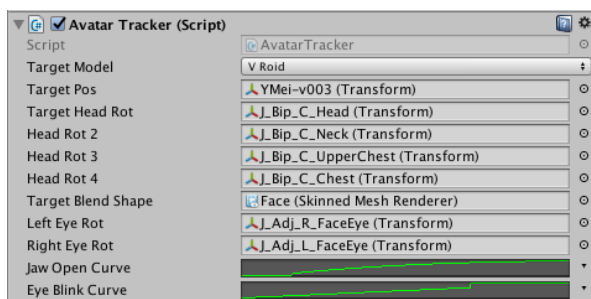 Avatar Tracker (Script)
Script AvatarTracker
Target Model V Roid
Target Pos YMei-v003 (Transform)
Target Head Rot J_Bip_C_Head (Transform)
Head Rot 2 J_Bip_C_Neck (Transform)
Head Rot 3 J_Bip_C_UpperChest (Transform)
Head Rot 4 J_Bip_C_Chest (Transform)
Target Blend Shape Face (Skinned Mesh Renderer)
Left Eye Rot J_Adj_R_FaceEye (Transform)
Right Eye Rot J_Adj_L_FaceEye (Transform)
Jaw Open Curve
Eye Blink Curve